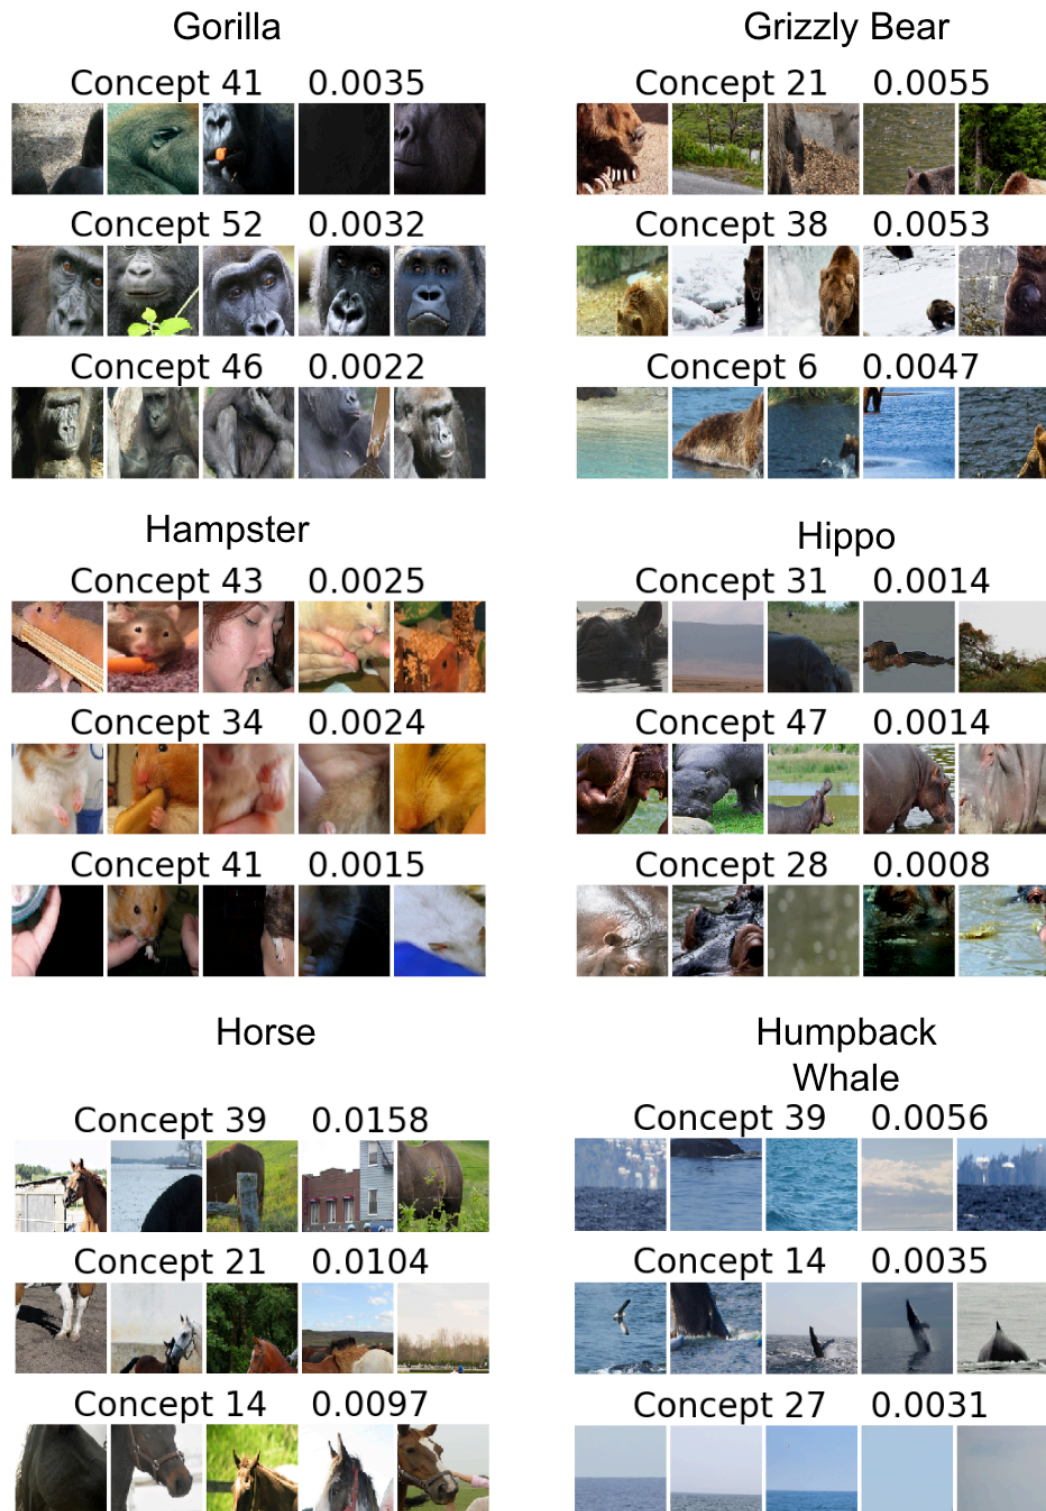 Gorilla
Concept 41 0.0035
Concept 52 0.0032
Concept 46 0.0022
Grizzly Bear
Concept 21 0.0055
Concept 38 0.0053
Concept 6 0.0047
Hampster
Concept 43 0.0025
Concept 34 0.0024
Concept 41 0.0015
Hippo
Concept 31 0.0014
Concept 47 0.0014
Concept 28 0.0008
Horse
Concept 39 0.0158
Concept 21 0.0104
Concept 14 0.0097
Humpback
Whale
Concept 39 0.0056
Concept 14 0.0035
Concept 27 0.0031